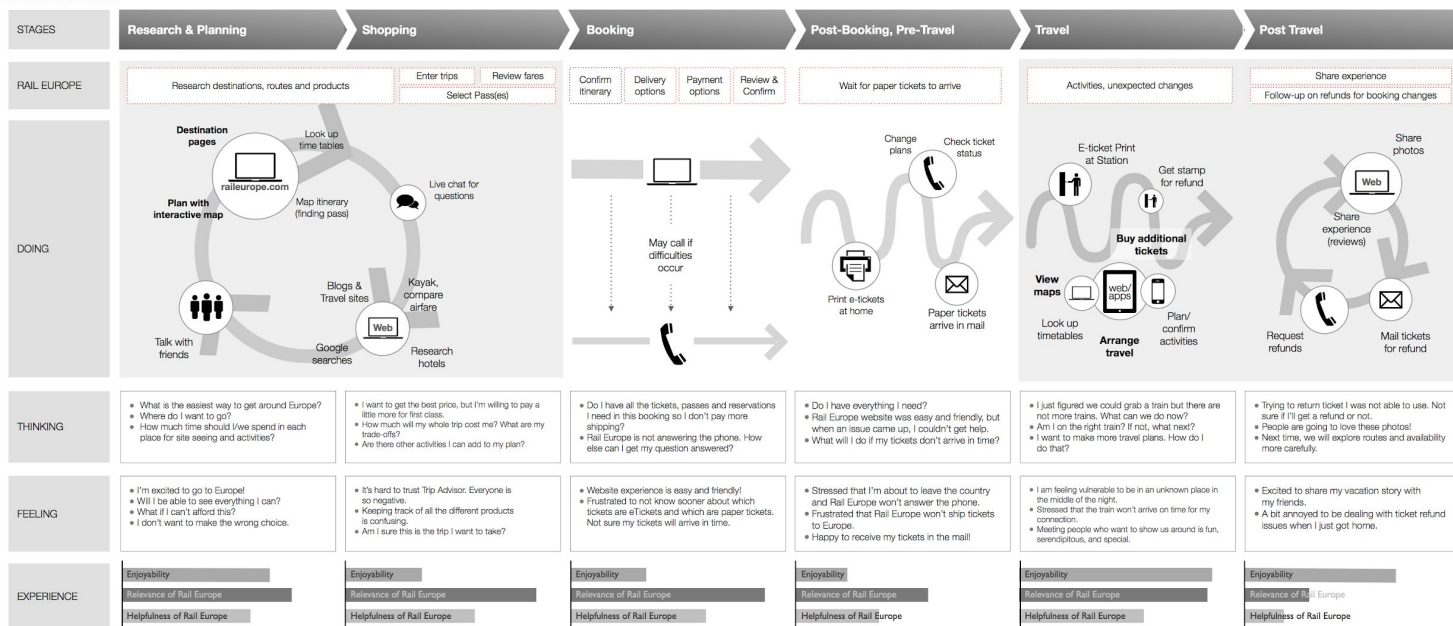 STAGES
Research & Planning
Shopping
Booking
Post-Booking, Pre-Travel
Travel
Post Travel
RAIL EUROPE
Research destinations, routes and products
Enter trips
Review fares
Select Pass(es)
Confirm
itinerary
Delivery
options
Payment
options
Review &
Confirm
Wait for paper tickets to arrive
Activities, unexpected changes
Share experience
Follow-up on refunds for booking changes
DOING
Destination
pages
Look up
time tables
raileurope.com
Plan with
interactive map
Map itinerary
(finding pass)
Live chat for
questions
Blogs &
Travel sites
Kayak,
compare
airfare
Web
Talk with
friends
Google
searches
Research
hotels
May call if
difficulties
occur
Change
plans
Check ticket
status
Print e-tickets
at home
Paper tickets
arrive in mail
E-ticket Print
at Station
Get stamp
for refund
Buy additional
tickets
View
maps
web/
apps
Look up
timetables
Plan/
confirm
activities
Arrange
travel
Share
photos
Web
Share
experience
(reviews)
Request
refunds
Mail tickets
for refund
THINKING
• What is the easiest way to get around Europe?
• Where do I want to go?
• How much time should I/we spend in each
place for site seeing and activities?
• I want to get the best price, but I'm willing to pay a
little more for first class.
• How much will my whole trip cost me? What are my
trade-offs?
• Are there other activities I can add to my plan?
• Do I have all the tickets, passes and reservations
I need in this booking so I don't pay more
shipping?
• Rail Europe is not answering the phone. How
else can I get my question answered?
• Do I have everything I need?
• Rail Europe website was easy and friendly, but
when an issue came up, I couldn't get help.
• What will I do if my tickets don't arrive in time?
• I just figured we could grab a train but there are
not more trains. What can we do now?
• Am I on the right train? If not, what next?
• I want to make more travel plans. How do I
do that?
• Trying to return ticket I was not able to use. Not
sure if I'll get a refund or not.
• People are going to love these photos!
• Next time, we will explore routes and availability
more carefully.
FEELING
• I'm excited to go to Europe!
• Will I be able to see everything I can?
• What if I can't afford this?
• I don't want to make the wrong choice.
• It's hard to trust Trip Advisor. Everyone is
so negative.
• Keeping track of all the different products
is confusing.
• Am I sure this is the trip I want to take?
• Website experience is easy and friendly!
• Frustrated to not know sooner about which
tickets are eTickets and which are paper tickets.
Not sure my tickets will arrive in time.
• Stressed that I'm about to leave the country
and Rail Europe won't answer the phone.
• Frustrated that Rail Europe won't ship tickets
to Europe.
• Happy to receive my tickets in the mail!
• I am feeling vulnerable to be in an unknown place in
the middle of the night.
• Stressed that the train won't arrive on time for my
connection.
• Meeting people who want to show us around is fun,
serendipitous, and special.
• Excited to share my vacation story with
my friends.
• A bit annoyed to be dealing with ticket refund
issues when I just got home.
EXPERIENCE
Enjoyability
Relevance of Rail Europe
Helpfulness of Rail Europe
Enjoyability
Relevance of Rail Europe
Helpfulness of Rail Europe
Enjoyability
Relevance of Rail Europe
Helpfulness of Rail Europe
Enjoyability
Relevance of Rail Europe
Helpfulness of Rail Europe
Enjoyability
Relevance of Rail Europe
Helpfulness of Rail Europe
Enjoyability
Relevance of Rail Europe
Helpfulness of Rail Europe